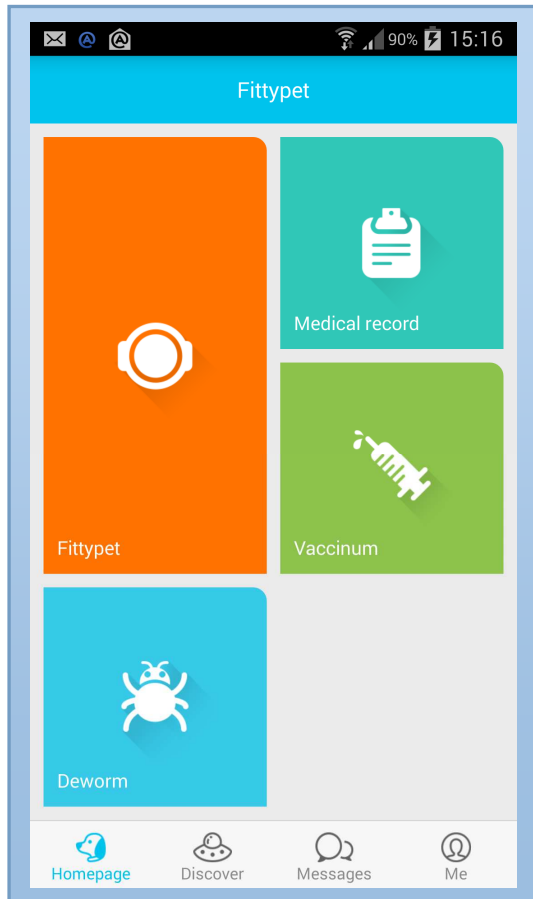 90% 15:16
Fittypet
Medical record
Fittypet
Vaccinum
Deworm
Homepage Discover Messages Me